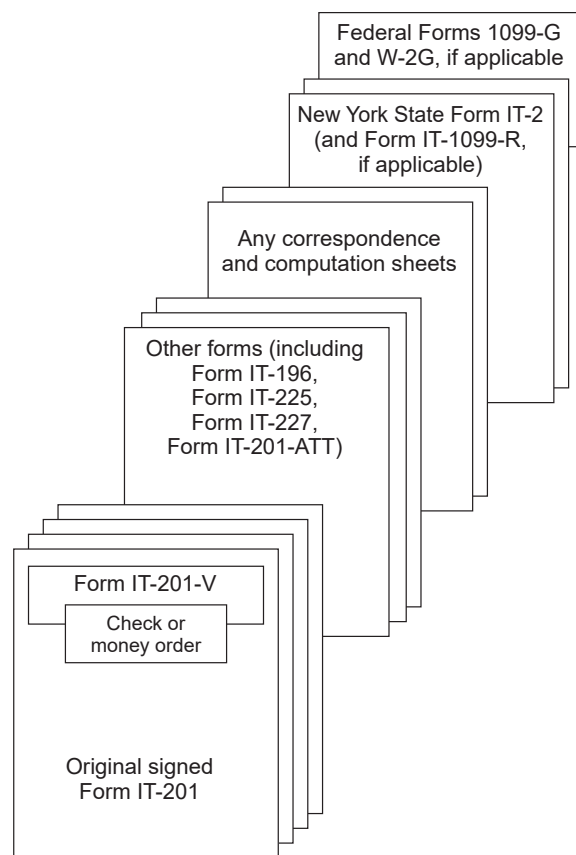 Federal Forms 1099-G
and W-2G, if applicable
New York State Form IT-2
(and Form IT-1099-R,
if applicable)
Any correspondence
and computation sheets
Other forms (including
Form IT-196,
Form IT-225,
Form IT-227,
Form IT-201-ATT)
Form IT-201-V
Check or
money order
Original signed
Form IT-201